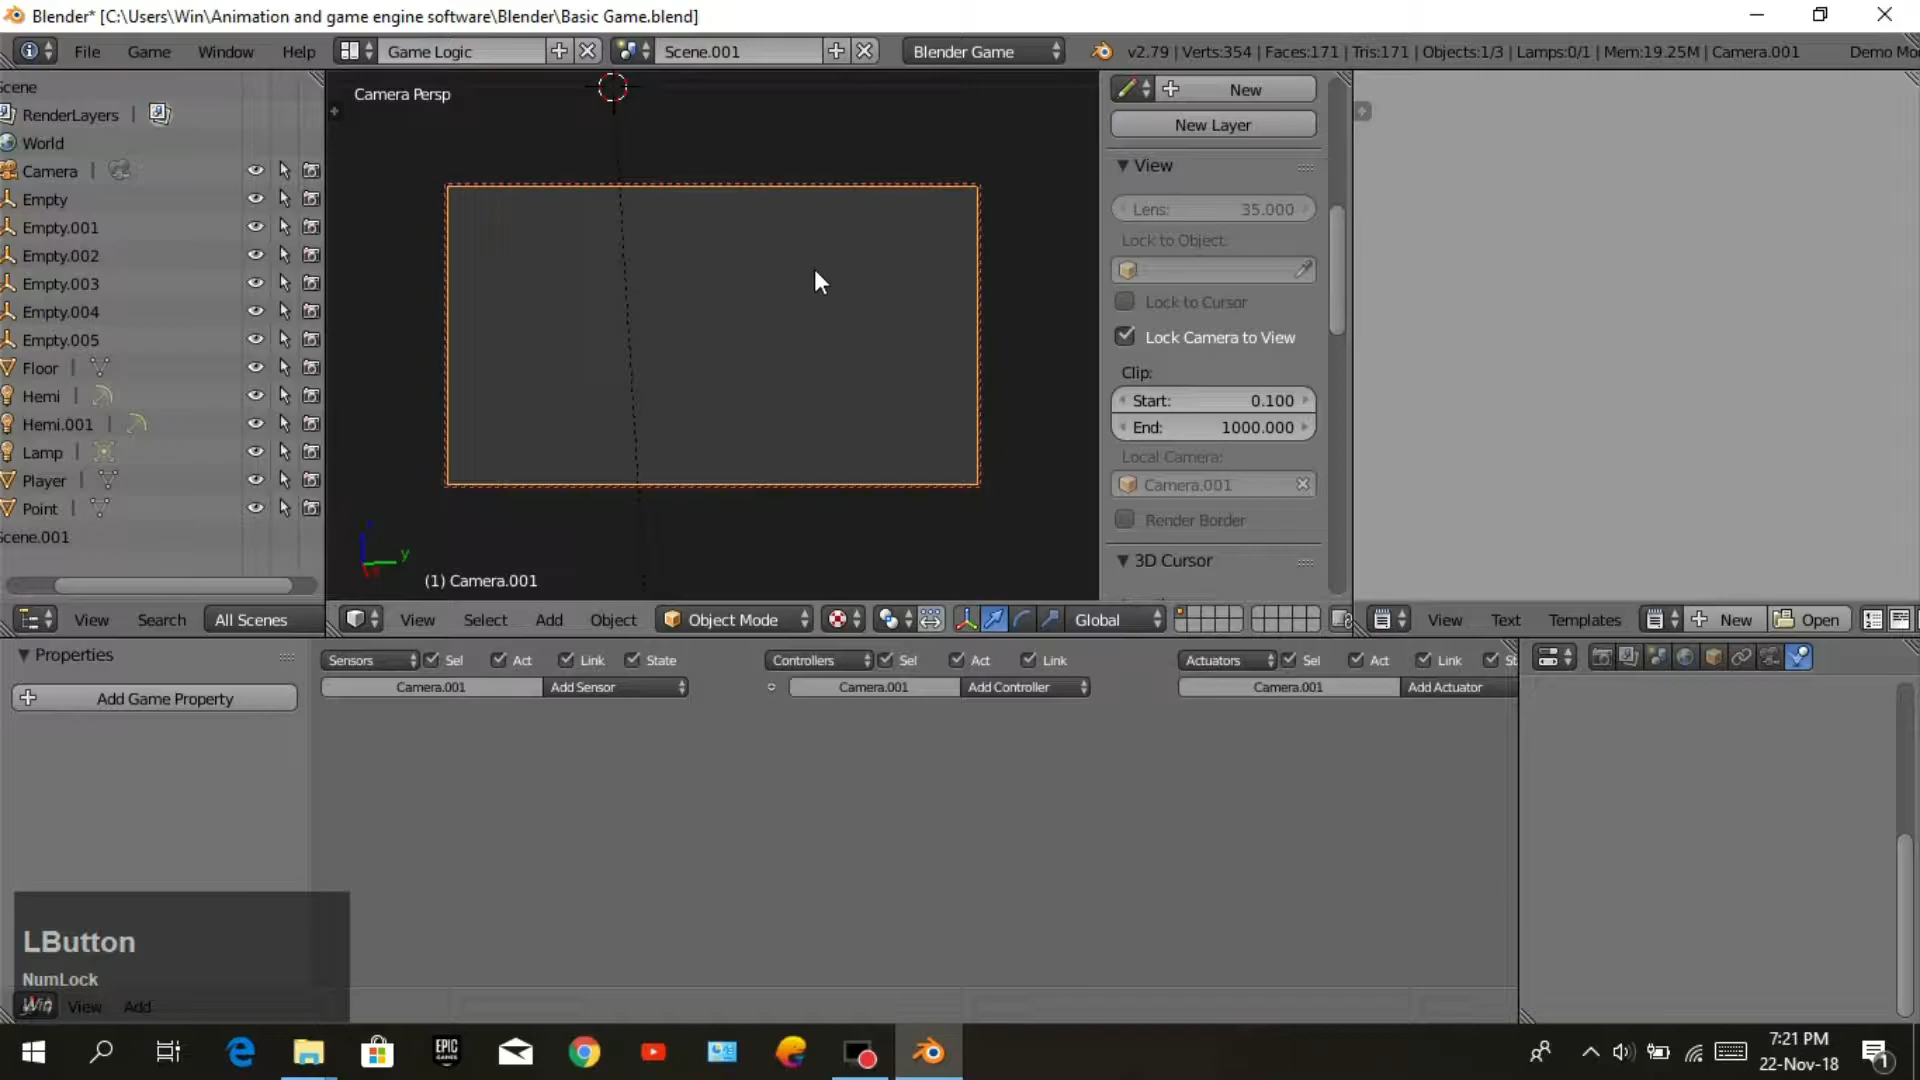 Blender* [C:\Users\Win\Animation and game engine software\Blender\Basic Game.blend]
File Game Window Help Game Logic Scene.001 Blender Game v2.79 | Verts:354 | Faces:171 | Tris:171 | Objects:1/3 | Lamps:0/1 | Mem:19.25M | Camera.001 Demo Mo
Scene
RenderLayers |
World
Camera |
Empty
Empty.001
Empty.002
Empty.003
Empty.004
Empty.005
Floor |
Hemi |
Hemi.001 |
Lamp |
Player |
Point |
Scene.001
View Search All Scenes
Camera Persp
y
(1) Camera.001
View Select Add Object Object Mode Global
New
New Layer
View
Lens: 35.000
Lock to Object:
Lock to Cursor
Lock Camera to View
Clip:
Start: 0.100
End: 1000.000
Local Camera:
Camera.001
Render Border
3D Cursor
View Text Templates New Open
Properties
Add Game Property
Sensors Sel Act Link State Controllers Sel Act Link Actuators Sel Act Link St
Camera.001 Add Sensor Camera.001 Add Controller Camera.001 Add Actuator
LButton
NumLock
Win View Add
EPIC GAMES
7:21 PM
22-Nov-18
1